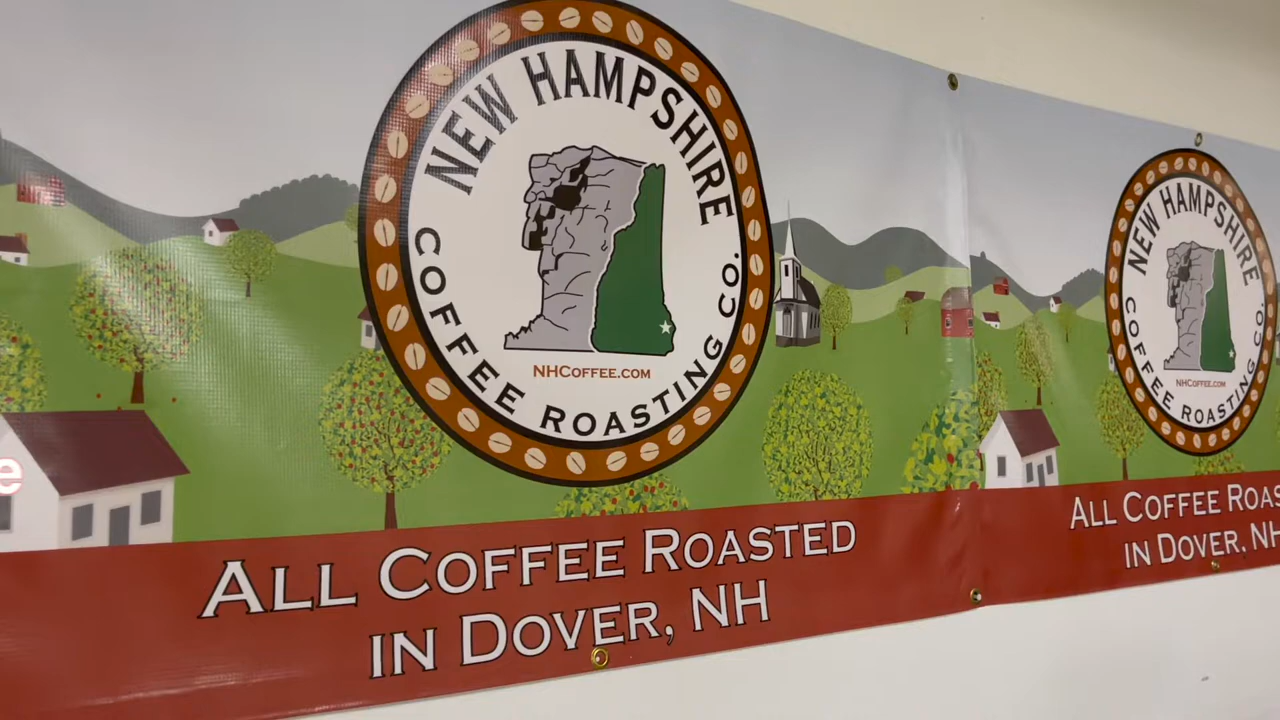 NEW HAMPSHIRE
COFFEE ROASTING CO.
NHCOFFEE.COM
ALL COFFEE ROASTED
IN DOVER, NH
NEW HAMPSHIRE
COFFEE ROASTING CO.
NHCOFFEE.COM
ALL COFFEE ROAS
IN DOVER, NH
e